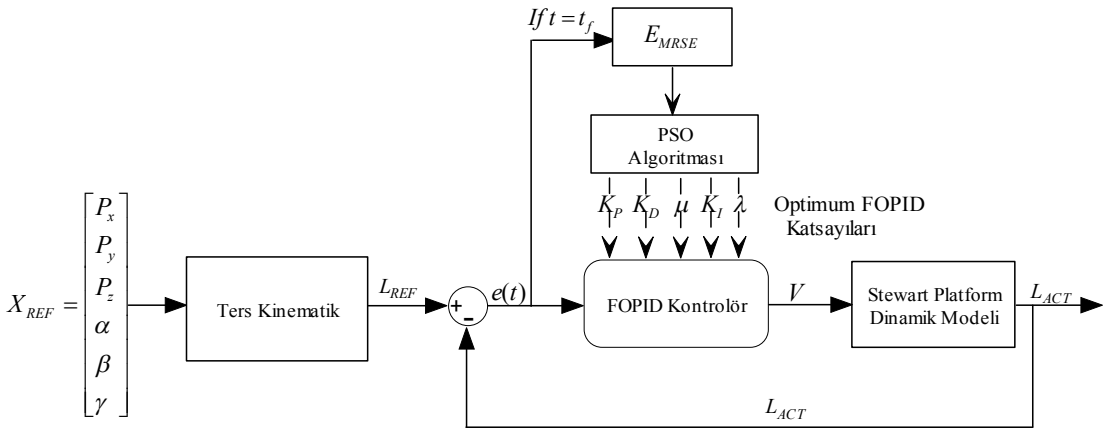 If t = t_f
E_MRSE
PSO
Algoritması
K_P K_D μ K_I λ
Optimum FOPID
Katsayıları
X_REF =
P_x
P_y
P_z
α
β
γ
Ters Kinematik
L_REF
+
-
e(t)
FOPID Kontrolör
V
Stewart Platform
Dinamik Modeli
L_ACT
L_ACT